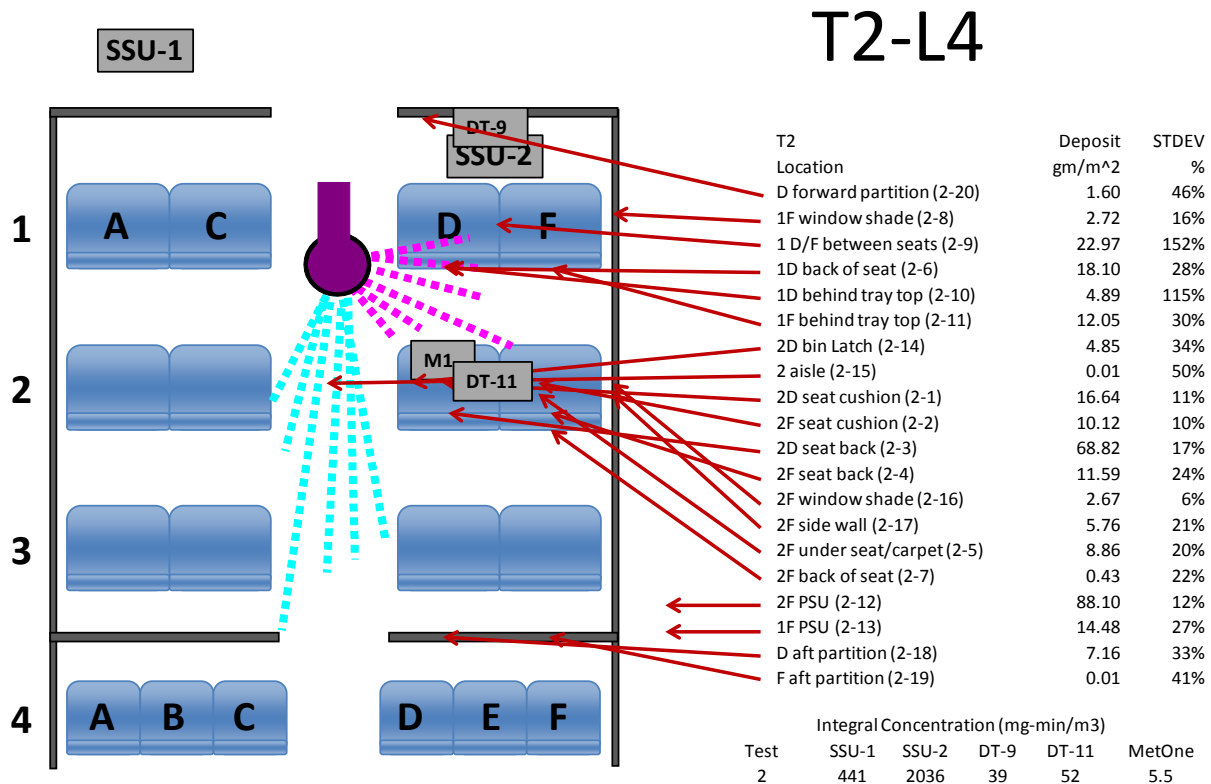 T2-L4
SSU-1
DT-9
SSU-2
1
A C D F
2
M1
DT-11
3
4
A B C D E F
T2 Deposit STDEV
Location gm/m^2 %
D forward partition (2-20) 1.60 46%
1F window shade (2-8) 2.72 16%
1 D/F between seats (2-9) 22.97 152%
1D back of seat (2-6) 18.10 28%
1D behind tray top (2-10) 4.89 115%
1F behind tray top (2-11) 12.05 30%
2D bin Latch (2-14) 4.85 34%
2 aisle (2-15) 0.01 50%
2D seat cushion (2-1) 16.64 11%
2F seat cushion (2-2) 10.12 10%
2D seat back (2-3) 68.82 17%
2F seat back (2-4) 11.59 24%
2F window shade (2-16) 2.67 6%
2F side wall (2-17) 5.76 21%
2F under seat/carpet (2-5) 8.86 20%
2F back of seat (2-7) 0.43 22%
2F PSU (2-12) 88.10 12%
1F PSU (2-13) 14.48 27%
D aft partition (2-18) 7.16 33%
F aft partition (2-19) 0.01 41%
Integral Concentration (mg-min/m3)
Test SSU-1 SSU-2 DT-9 DT-11 MetOne
2 441 2036 39 52 5.5